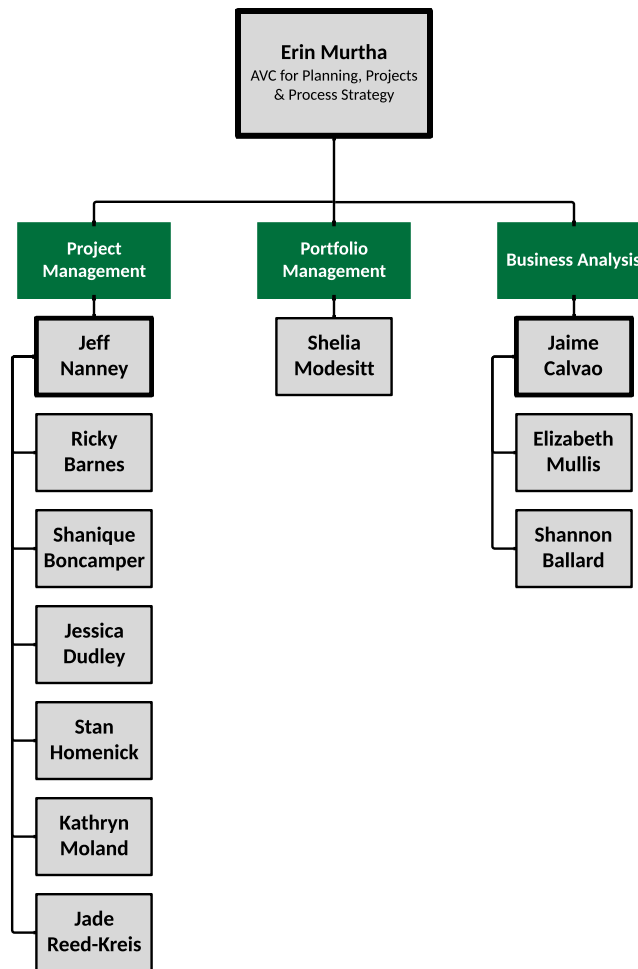 Erin Murtha
AVC for Planning, Projects
& Process Strategy
Project
Management
Portfolio
Management
Business Analysis
Jeff
Nanney
Shelia
Modesitt
Jaime
Calvao
Ricky
Barnes
Elizabeth
Mullis
Shanique
Boncamper
Shannon
Ballard
Jessica
Dudley
Stan
Homenick
Kathryn
Moland
Jade
Reed-Kreis